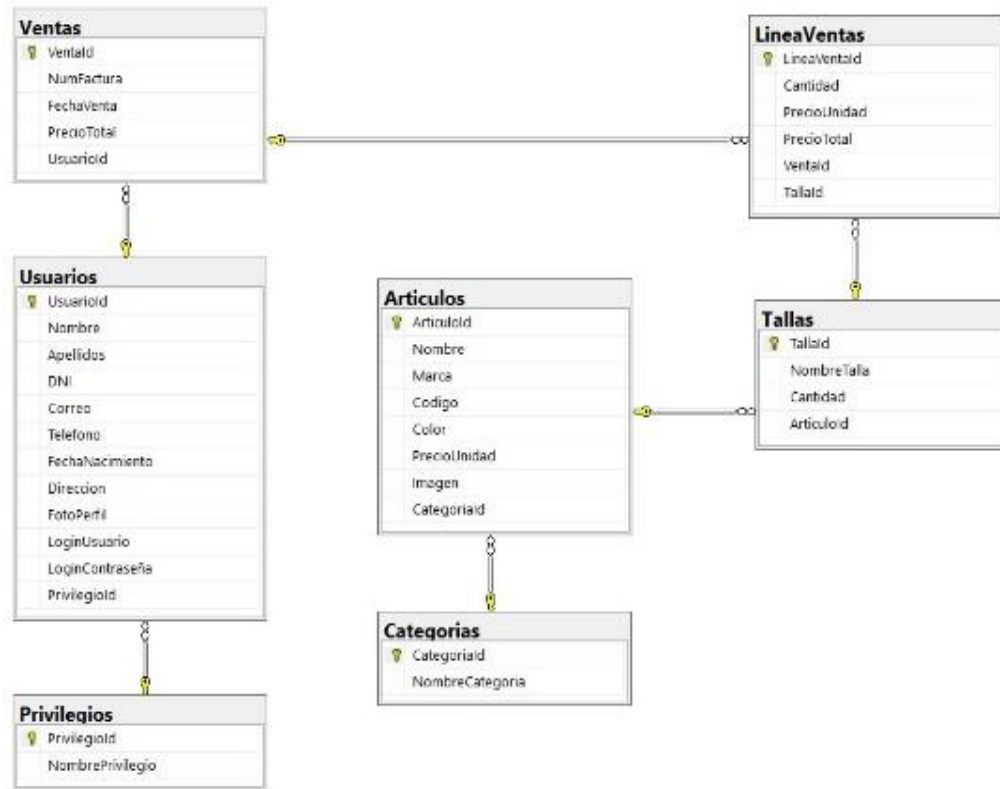 Ventas
VentaId
NumFactura
FechaVenta
PrecioTotal
UsuarioId
LineaVentas
LineaVentaId
Cantidad
PrecioUnidad
PrecioTotal
VentaId
TallaId
Usuarios
UsuarioId
Nombre
Apellidos
DNI
Correo
Telefono
FechaNacimiento
Direccion
FotoPerfil
LoginUsuario
LoginContraseña
PrivilegioId
Articulos
ArticuloId
Nombre
Marca
Codigo
Color
PrecioUnidad
Imagen
CategoriaId
Tallas
TallaId
NombreTalla
Cantidad
ArticuloId
Categorias
CategoriaId
NombreCategoria
Privilegios
PrivilegioId
NombrePrivilegio